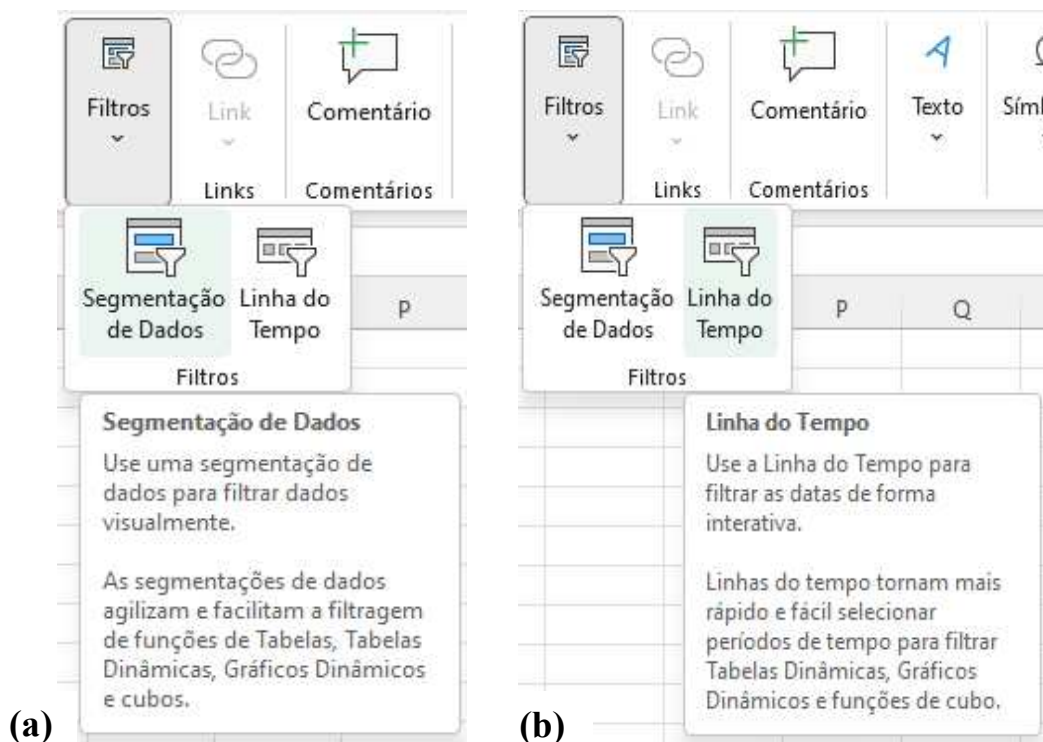 Filtros
Link
Comentário
Links
Comentários
Segmentação
de Dados
Linha do
Tempo
P
Filtros
Segmentação de Dados
Use uma segmentação de
dados para filtrar dados
visualmente.
As segmentações de dados
agilizam e facilitam a filtragem
de funções de Tabelas, Tabelas
Dinâmicas, Gráficos Dinâmicos
e cubos.
(a)
Filtros
Link
Comentário
Texto
Links
Comentários
Segmentação
de Dados
Linha do
Tempo
P
Q
Filtros
Linha do Tempo
Use a Linha do Tempo para
filtrar as datas de forma
interativa.
Linhas do tempo tornam mais
rápido e fácil selecionar
períodos de tempo para filtrar
Tabelas Dinâmicas, Gráficos
Dinâmicos e funções de cubo.
(b)